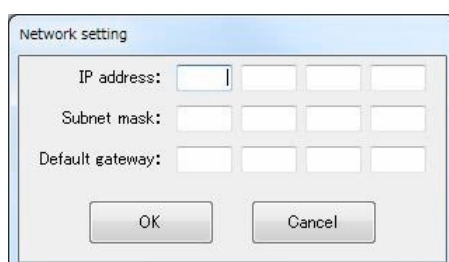 Network setting
IP address:
Subnet mask:
Default gateway:
OK Cancel